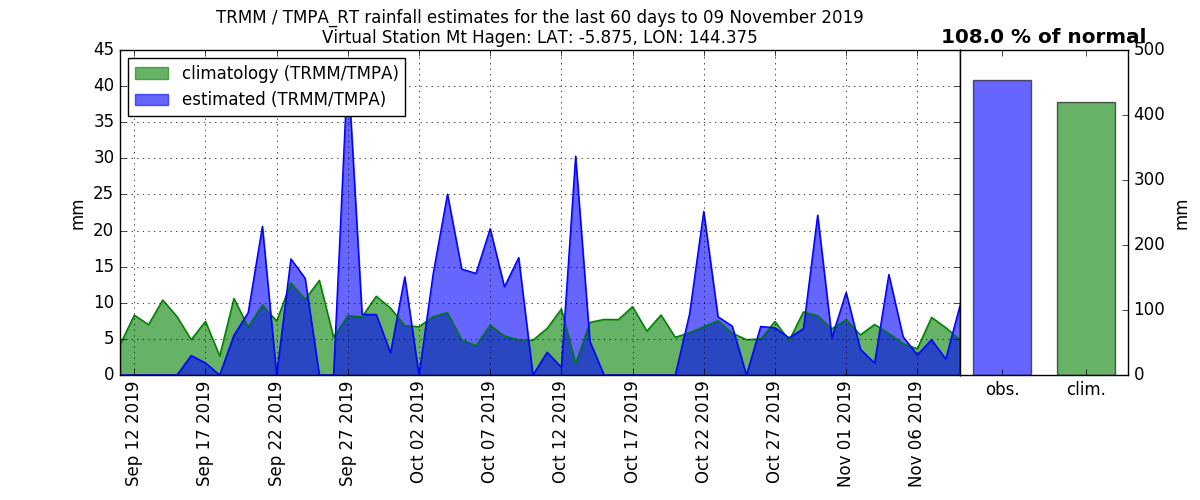 TRMM / TMPA_RT rainfall estimates for the last 60 days to 09 November 2019
Virtual Station Mt Hagen: LAT: -5.875, LON: 144.375
108.0 % of normal
climatology (TRMM/TMPA)
estimated (TRMM/TMPA)
45
40
35
30
25
20
15
10
5
0
mm
Sep 12 2019
Sep 17 2019
Sep 22 2019
Sep 27 2019
Oct 02 2019
Oct 07 2019
Oct 12 2019
Oct 17 2019
Oct 22 2019
Oct 27 2019
Nov 01 2019
Nov 06 2019
500
400
300
200
100
0
mm
obs.
clim.